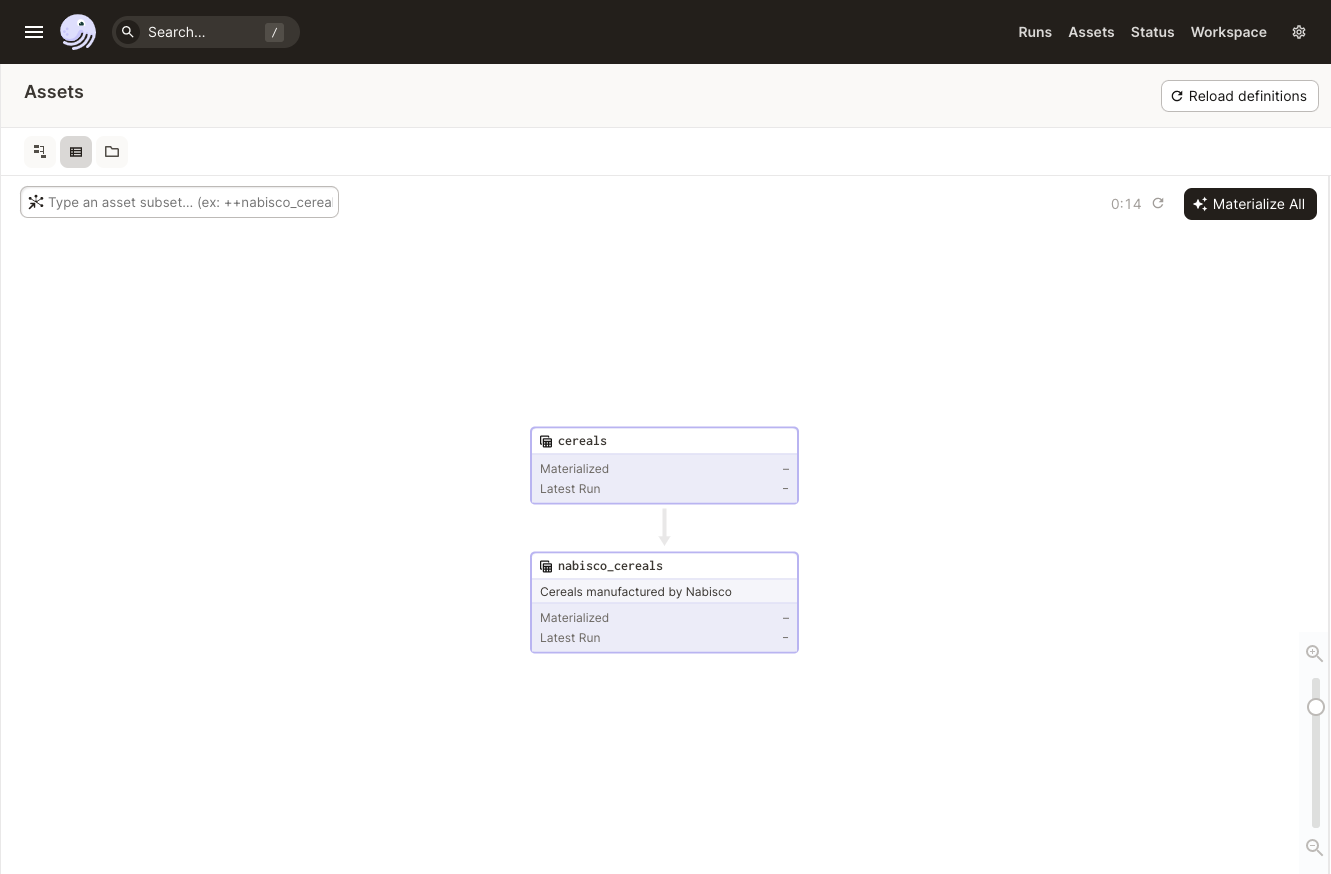 Search... /
Runs Assets Status Workspace
Assets
Reload definitions
Type an asset subset... (ex: ++nabisco_cereal
0:14
Materialize All
cereals
Materialized –
Latest Run –
nabisco_cereals
Cereals manufactured by Nabisco
Materialized –
Latest Run –